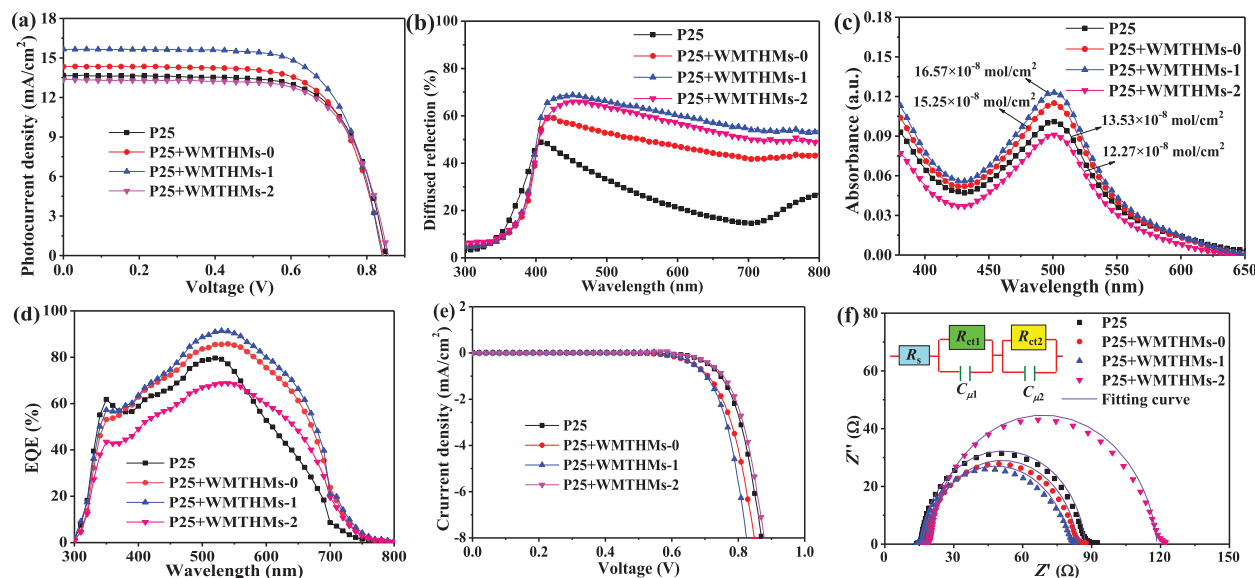 (a)
Photocurrent density (mA/cm²)
18
15
12
9
6
3
0
P25
P25+WMTHMs-0
P25+WMTHMs-1
P25+WMTHMs-2
0.0 0.2 0.4 0.6 0.8
Voltage (V)
(b)
Diffused reflection (%)
100
80
60
40
20
0
P25
P25+WMTHMs-0
P25+WMTHMs-1
P25+WMTHMs-2
300 400 500 600 700 800
Wavelength (nm)
(c)
Absorbance (a.u.)
0.18
0.15
0.12
0.09
0.06
0.03
0.00
P25
P25+WMTHMs-0
P25+WMTHMs-1
P25+WMTHMs-2
16.57×10⁻⁸ mol/cm²
15.25×10⁻⁸ mol/cm²
13.53×10⁻⁸ mol/cm²
12.27×10⁻⁸ mol/cm²
400 450 500 550 600 650
Wavelength (nm)
(d)
EQE (%)
100
80
60
40
20
0
P25
P25+WMTHMs-0
P25+WMTHMs-1
P25+WMTHMs-2
300 400 500 600 700 800
Wavelength (nm)
(e)
Crurrent density (mA/cm²)
2
0
-2
-4
-6
-8
P25
P25+WMTHMs-0
P25+WMTHMs-1
P25+WMTHMs-2
0.0 0.2 0.4 0.6 0.8 1.0
Voltage (V)
(f)
Z'' (Ω)
80
60
40
20
0
Rs
Rct1
Rct2
Cμ1
Cμ2
P25
P25+WMTHMs-0
P25+WMTHMs-1
P25+WMTHMs-2
Fitting curve
0 30 60 90 120 150
Z' (Ω)